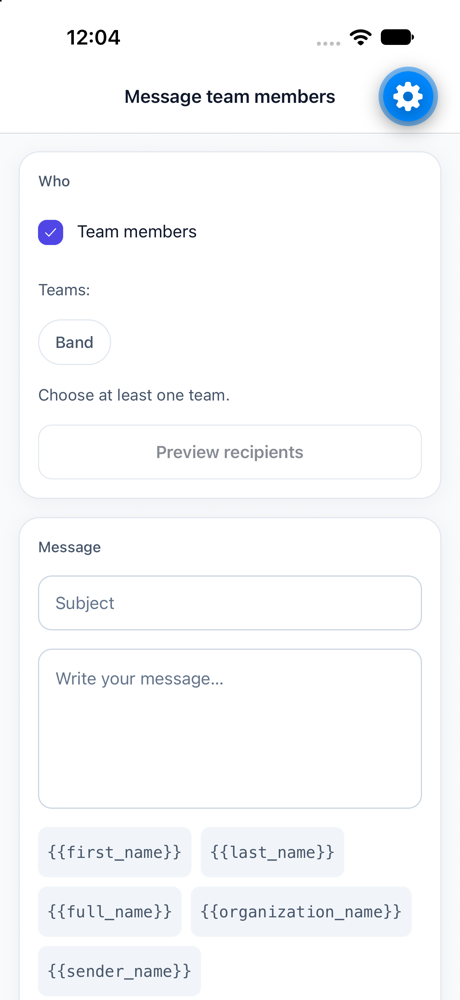 12:04
Message team members
Who
Team members
Teams:
Band
Choose at least one team.
Preview recipients
Message
Subject
Write your message...
{{first_name}} {{last_name}}
{{full_name}} {{organization_name}}
{{sender_name}}